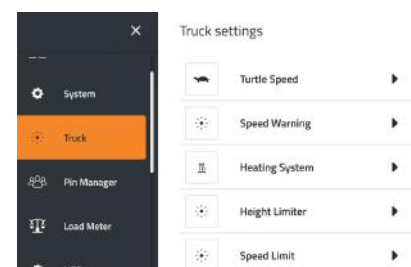 Truck settings
System
Truck
Pin Manager
Load Meter
Turtle Speed
Speed Warning
Heating System
Height Limiter
Speed Limit